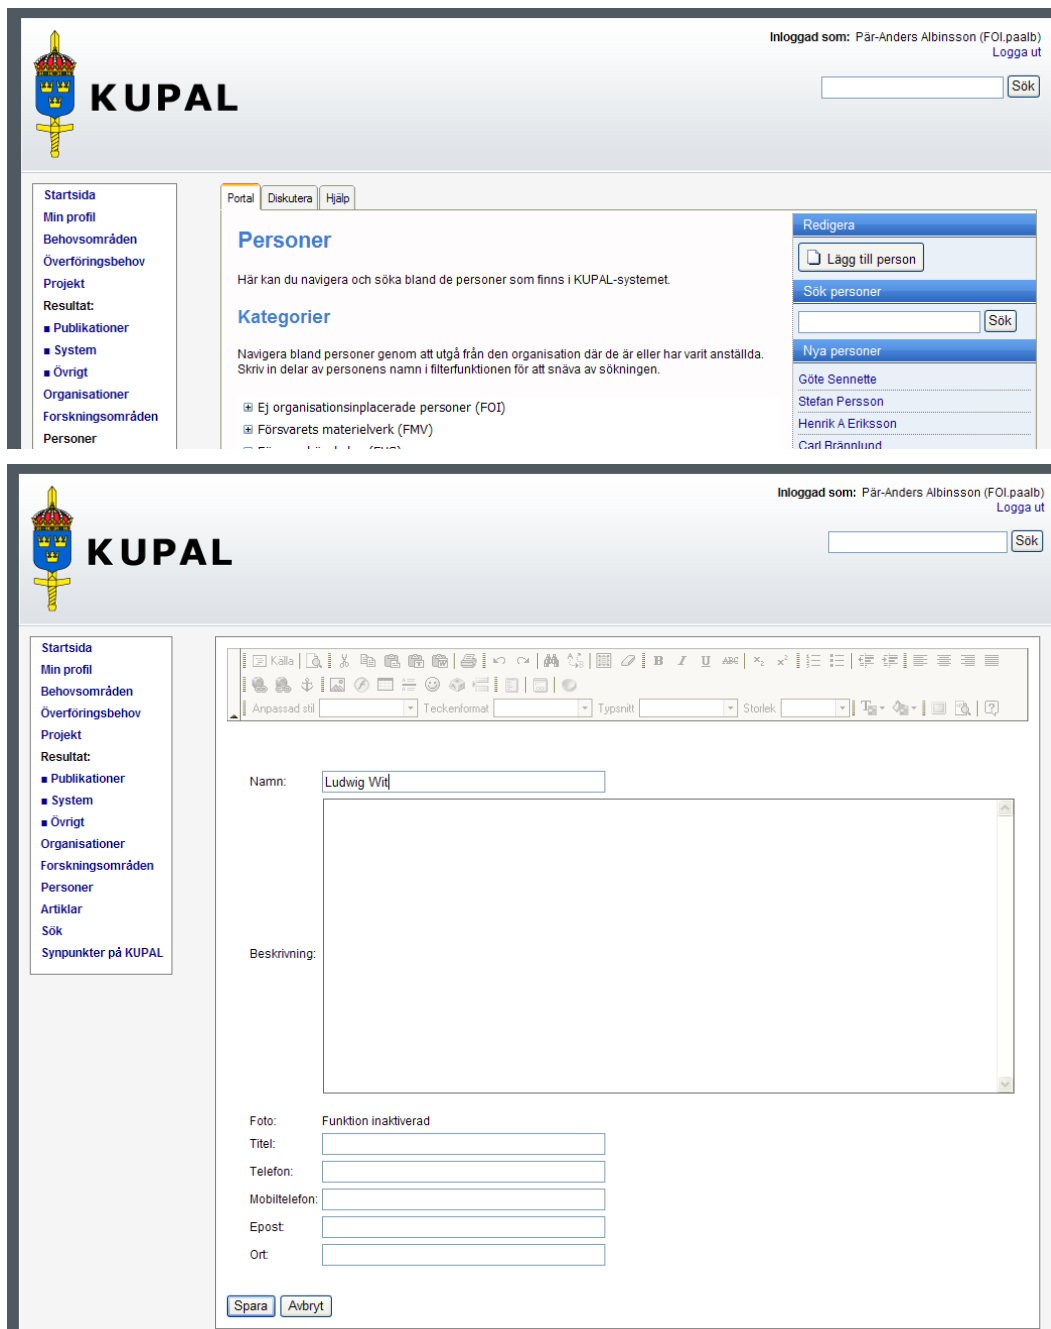 Inloggad som: Pär-Anders Albinsson (FOI.paalb)
Logga ut
Sök
KUPAL
Startsida
Min profil
Behovsområden
Överföringsbehov
Projekt
Resultat:
Publikationer
System
Övrigt
Organisationer
Forskningsområden
Personer
Portal Diskutera Hjälp
Personer
Här kan du navigera och söka bland de personer som finns i KUPAL-systemet.
Kategorier
Navigera bland personer genom att utgå från den organisation där de är eller har varit anställda.
Skriv in delar av personens namn i filterfunktionen för att snäva av sökningen.
Ej organisationsinplacerade personer (FOI)
Försvarets materielverk (FMV)
Redigera
Lägg till person
Sök personer
Sök
Nya personer
Göte Sennette
Stefan Persson
Henrik A Eriksson
Carl Brännlund
Inloggad som: Pär-Anders Albinsson (FOI.paalb)
Logga ut
Sök
KUPAL
Startsida
Min profil
Behovsområden
Överföringsbehov
Projekt
Resultat:
Publikationer
System
Övrigt
Organisationer
Forskningsområden
Personer
Artiklar
Sök
Synpunkter på KUPAL
Källa B I U ABC x₂ x²
Anpassad stil Teckenformat Typsnitt Storlek
Namn: Ludwig Wit
Beskrivning:
Foto: Funktion inaktiverad
Titel:
Telefon:
Mobiltelefon:
Epost:
Ort:
Spara Avbryt